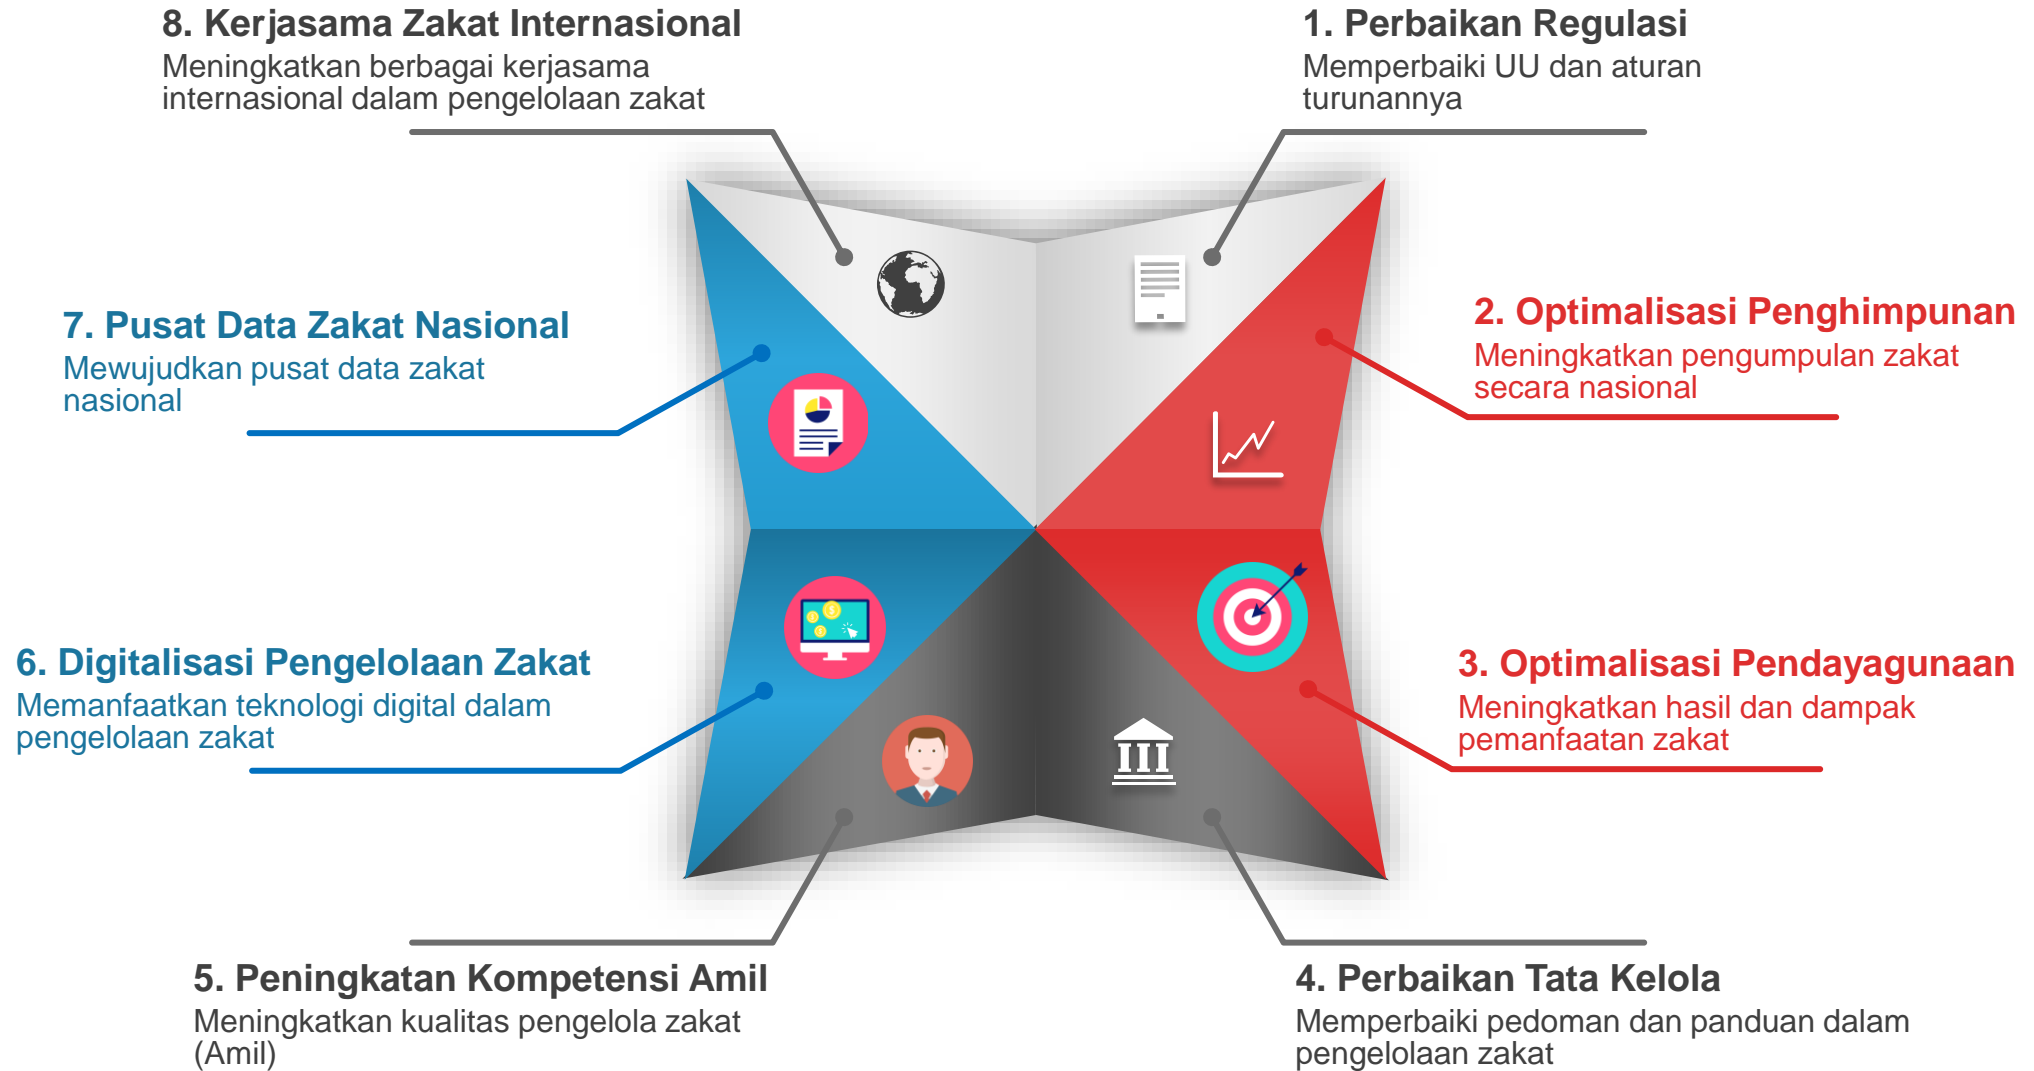 8. Kerjasama Zakat Internasional
Meningkatkan berbagai kerjasama
internasional dalam pengelolaan zakat
1. Perbaikan Regulasi
Memperbaiki UU dan aturan
turunannya
7. Pusat Data Zakat Nasional
Mewujudkan pusat data zakat
nasional
2. Optimalisasi Penghimpunan
Meningkatkan pengumpulan zakat
secara nasional
6. Digitalisasi Pengelolaan Zakat
Memanfaatkan teknologi digital dalam
pengelolaan zakat
3. Optimalisasi Pendayagunaan
Meningkatkan hasil dan dampak
pemanfaatan zakat
5. Peningkatan Kompetensi Amil
Meningkatkan kualitas pengelola zakat
(Amil)
4. Perbaikan Tata Kelola
Memperbaiki pedoman dan panduan dalam
pengelolaan zakat